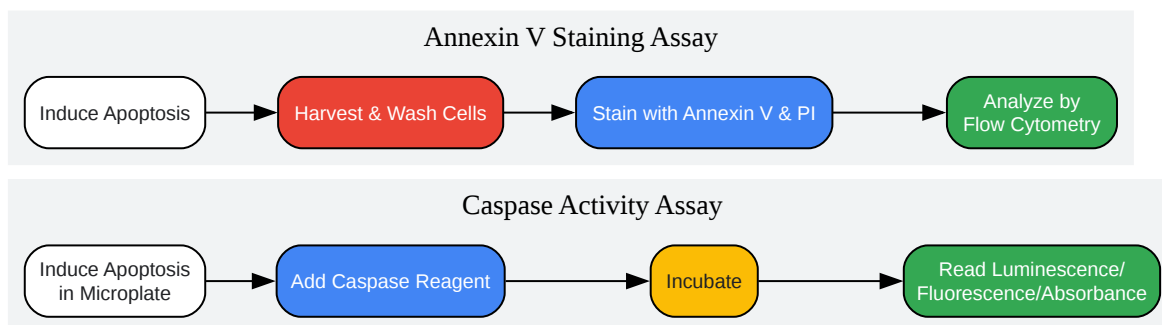 Annexin V Staining Assay
Induce Apoptosis
Harvest & Wash Cells
Stain with Annexin V & PI
Analyze by
Flow Cytometry
Caspase Activity Assay
Induce Apoptosis
in Microplate
Add Caspase Reagent
Incubate
Read Luminescence/
Fluorescence/Absorbance